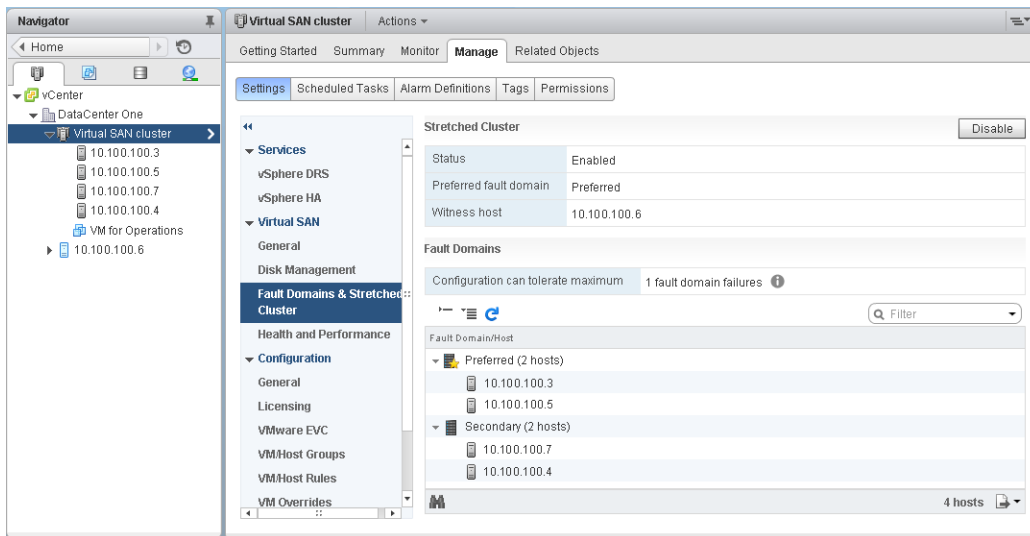 Navigator
Home
vCenter
DataCenter One
Virtual SAN cluster
10.100.100.3
10.100.100.5
10.100.100.7
10.100.100.4
VM for Operations
10.100.100.6
Virtual SAN cluster Actions
Getting Started Summary Monitor Manage Related Objects
Settings Scheduled Tasks Alarm Definitions Tags Permissions
Services
vSphere DRS
vSphere HA
Virtual SAN
General
Disk Management
Fault Domains & Stretched
Cluster
Health and Performance
Configuration
General
Licensing
VMware EVC
VM/Host Groups
VM/Host Rules
VM Overrides
Stretched Cluster Disable
Status Enabled
Preferred fault domain Preferred
Witness host 10.100.100.6
Fault Domains
Configuration can tolerate maximum 1 fault domain failures
Filter
Fault Domain/Host
Preferred (2 hosts)
10.100.100.3
10.100.100.5
Secondary (2 hosts)
10.100.100.7
10.100.100.4
4 hosts